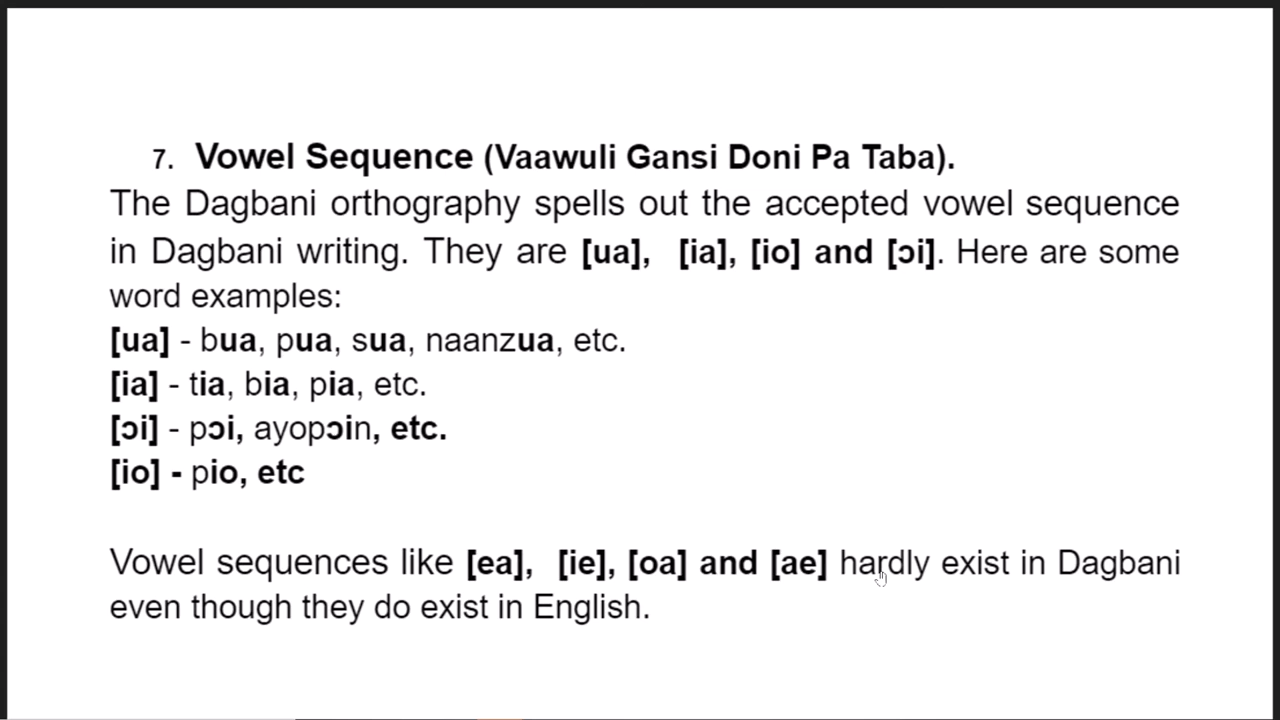 7. Vowel Sequence (Vaawuli Gansi Doni Pa Taba).
The Dagbani orthography spells out the accepted vowel sequence
in Dagbani writing. They are [ua], [ia], [io] and [ɔi]. Here are some
word examples:
[ua] - bua, pua, sua, naanzua, etc.
[ia] - tia, bia, pia, etc.
[ɔi] - pɔi, ayopɔin, etc.
[io] - pio, etc
Vowel sequences like [ea], [ie], [oa] and [ae] hardly exist in Dagbani
even though they do exist in English.